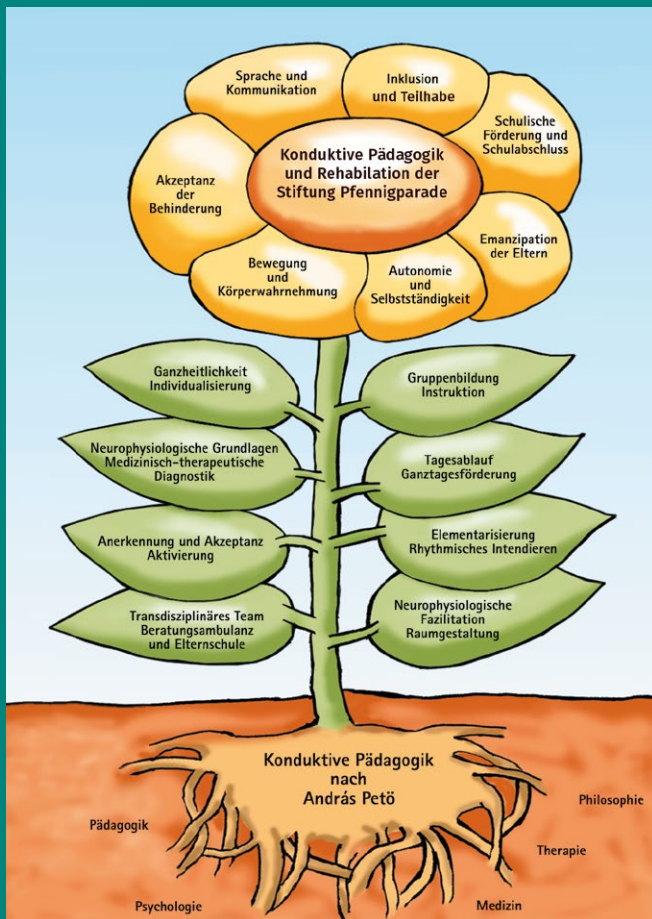 Sprache und
Kommunikation
Inklusion
und Teilhabe
Schulische
Förderung und
Schulabschluss
Akzeptanz
der
Behinderung
Konduktive Pädagogik
und Rehabilation der
Stiftung Pfennigparade
Emanzipation
der Eltern
Bewegung
und
Körperwahrnehmung
Autonomie
und
Selbstständigkeit
Ganzheitlichkeit
Individualisierung
Gruppenbildung
Instruktion
Neurophysiologische Grundlagen
Medizinisch-therapeutische
Diagnostik
Tagesablauf
Ganztagesförderung
Anerkennung und Akzeptanz
Aktivierung
Elementarisierung
Rhythmisches Intendieren
Transdisziplinäres Team
Beratungsambulanz
und Elternschule
Neurophysiologische
Fazilitation
Raumgestaltung
Konduktive Pädagogik
nach
András Petö
Philosophie
Pädagogik
Therapie
Psychologie
Medizin